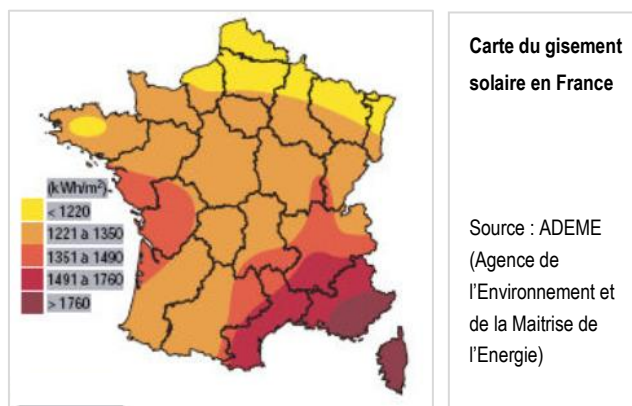 (kWh/m²)
< 1220
1221 à 1350
1351 à 1490
1491 à 1760
> 1760
Carte du gisement
solaire en France
Source : ADEME
(Agence de
l'Environnement et
de la Maitrise de
l'Energie)